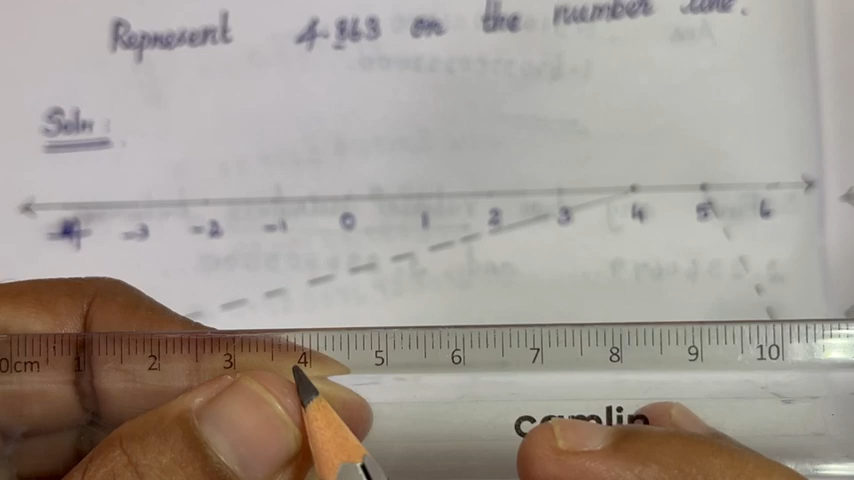 Represent 4.863 on the number line.
Soln:
-4 -3 -2 -1 0 1 2 3 4 5 6
0cm 1 2 3 4 5 6 7 8 9 10
camlin